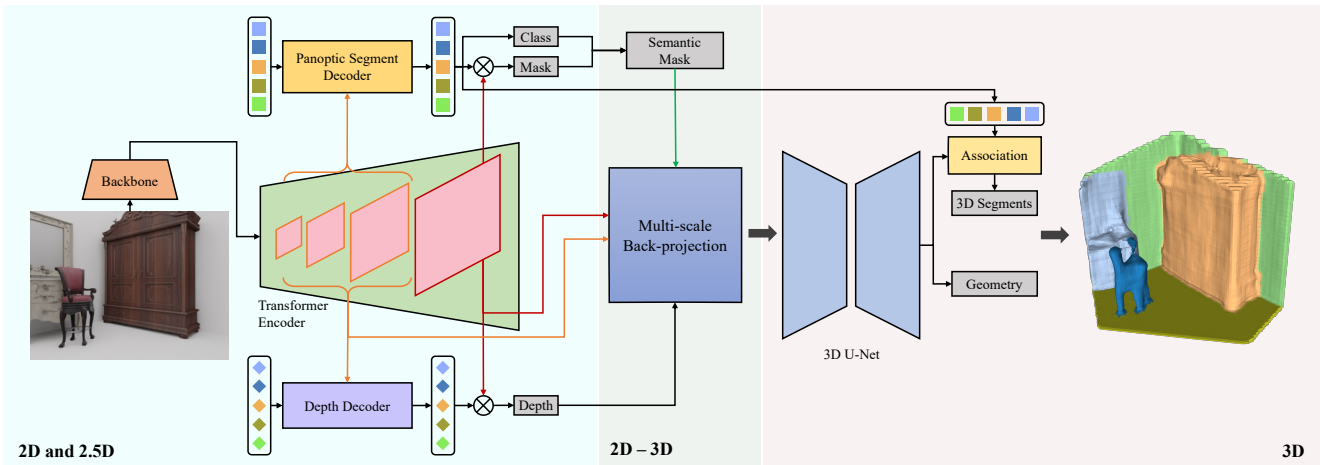 Panoptic Segment
Decoder
Class
Mask
Semantic
Mask
Backbone
Association
3D Segments
Multi-scale
Back-projection
Geometry
Transformer
Encoder
3D U-Net
Depth Decoder
Depth
2D and 2.5D
2D – 3D
3D